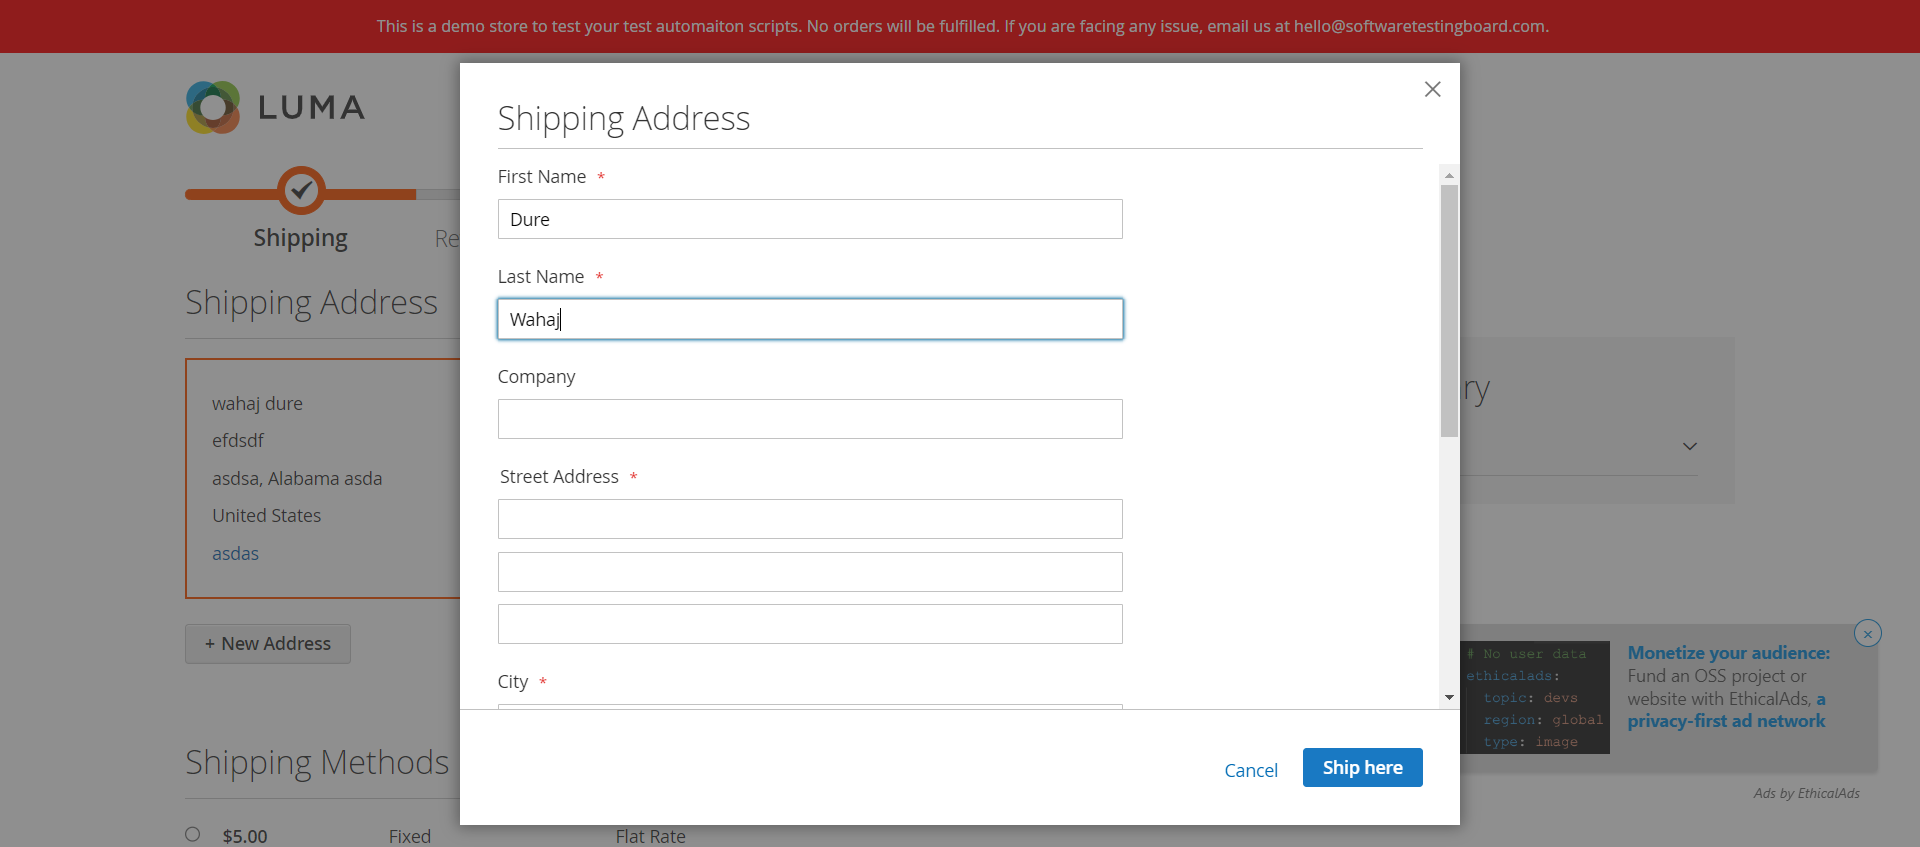 This is a demo store to test your test automaiton scripts. No orders will be fulfilled. If you are facing any issue, email us at hello@softwaretestingboard.com.
LUMA
Shipping
Re
Shipping Address
wahaj dure
efdsdf
asdsa, Alabama asda
United States
asdas
+ New Address
Shipping Methods
$5.00 Fixed Flat Rate
Shipping Address
First Name *
Dure
Last Name *
Wahaj
Company
Street Address *
City *
Cancel
Ship here
ry
# No user data
ethicalads:
topic: devs
region: global
type: image
Monetize your audience:
Fund an OSS project or
website with EthicalAds, a
privacy-first ad network
Ads by EthicalAds